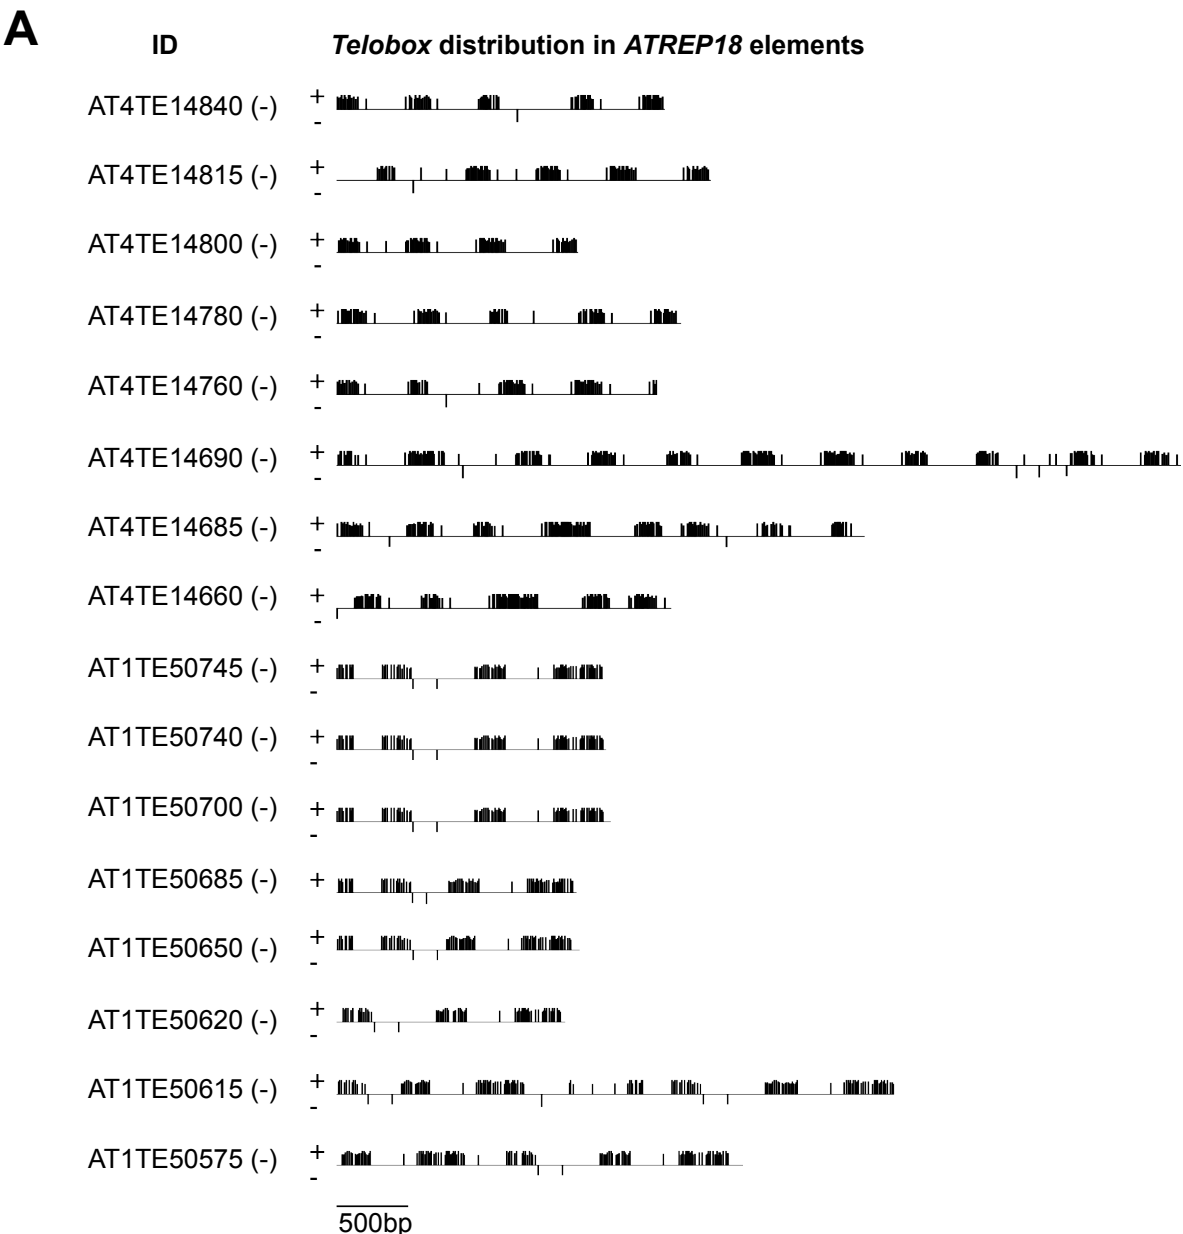 A
ID Telobox distribution in ATREP18 elements
AT4TE14840 (-) +
-
AT4TE14815 (-) +
-
AT4TE14800 (-) +
-
AT4TE14780 (-) +
-
AT4TE14760 (-) +
-
AT4TE14690 (-) +
-
AT4TE14685 (-) +
-
AT4TE14660 (-) +
-
AT1TE50745 (-) +
-
AT1TE50740 (-) +
-
AT1TE50700 (-) +
-
AT1TE50685 (-) +
AT1TE50650 (-) +
-
AT1TE50620 (-) +
-
AT1TE50615 (-) +
-
AT1TE50575 (-) +
-
500bp